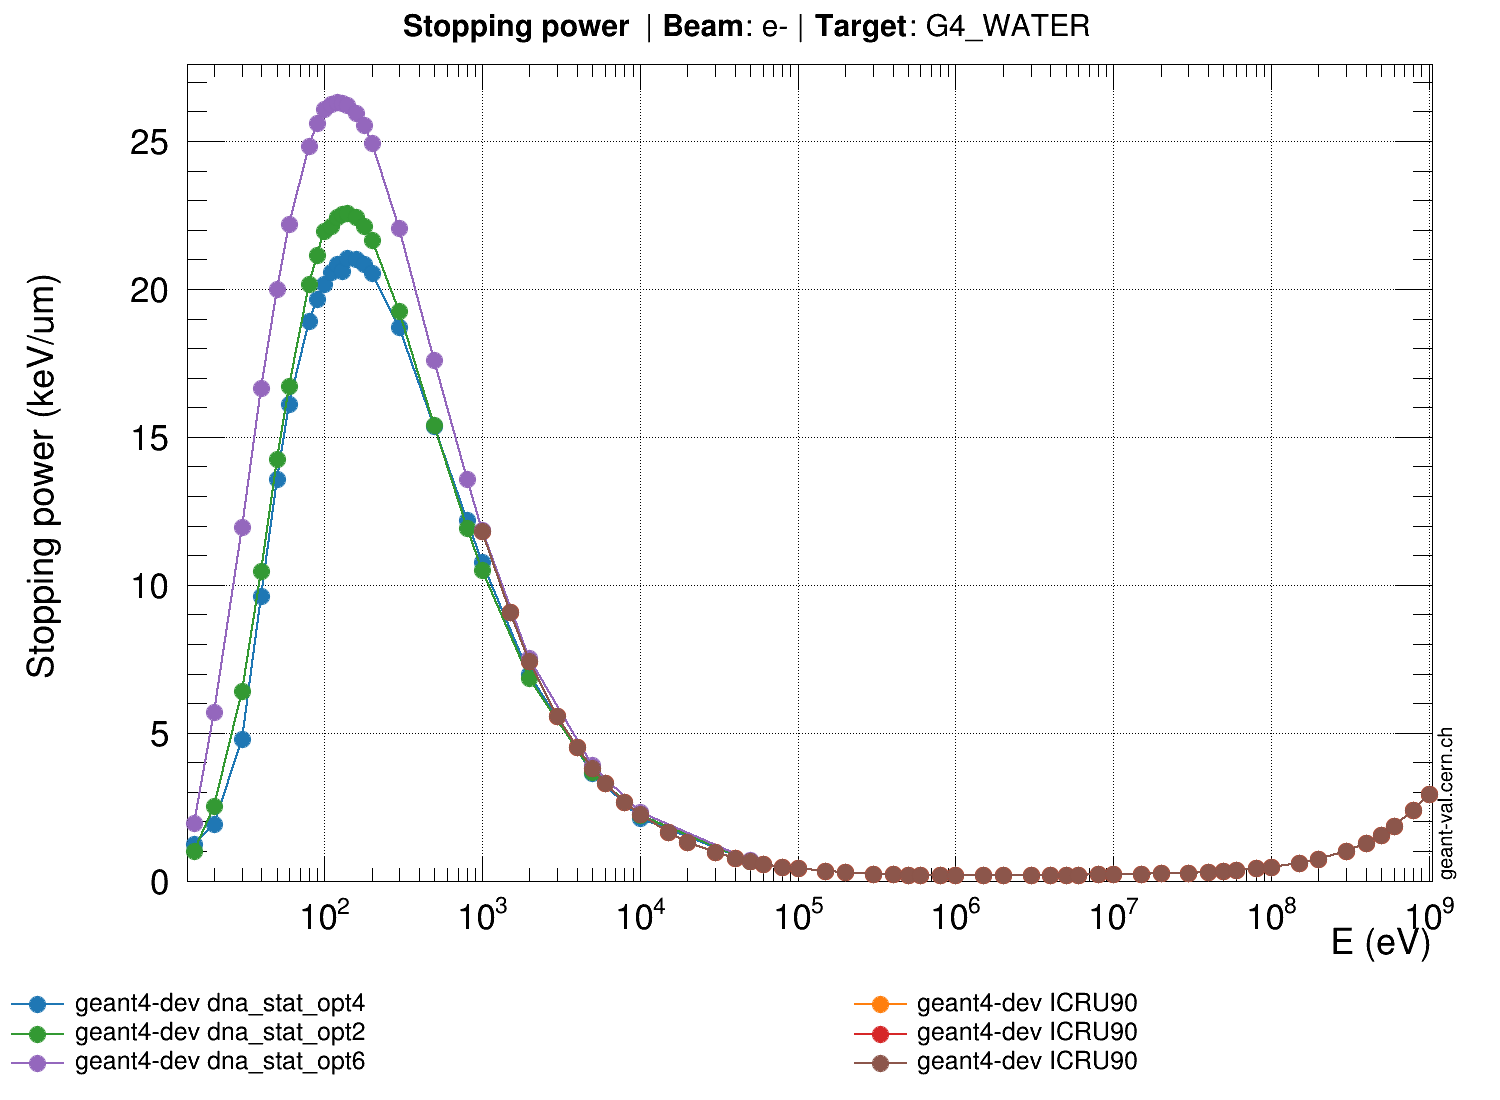 Stopping power | Beam: e- | Target: G4_WATER
Stopping power (keV/um)
25
20
15
10
5
0
10² 10³ 10⁴ 10⁵ 10⁶ 10⁷ 10⁸ 10⁹
E (eV)
geant-val.cern.ch
geant4-dev dna_stat_opt4
geant4-dev dna_stat_opt2
geant4-dev dna_stat_opt6
geant4-dev ICRU90
geant4-dev ICRU90
geant4-dev ICRU90